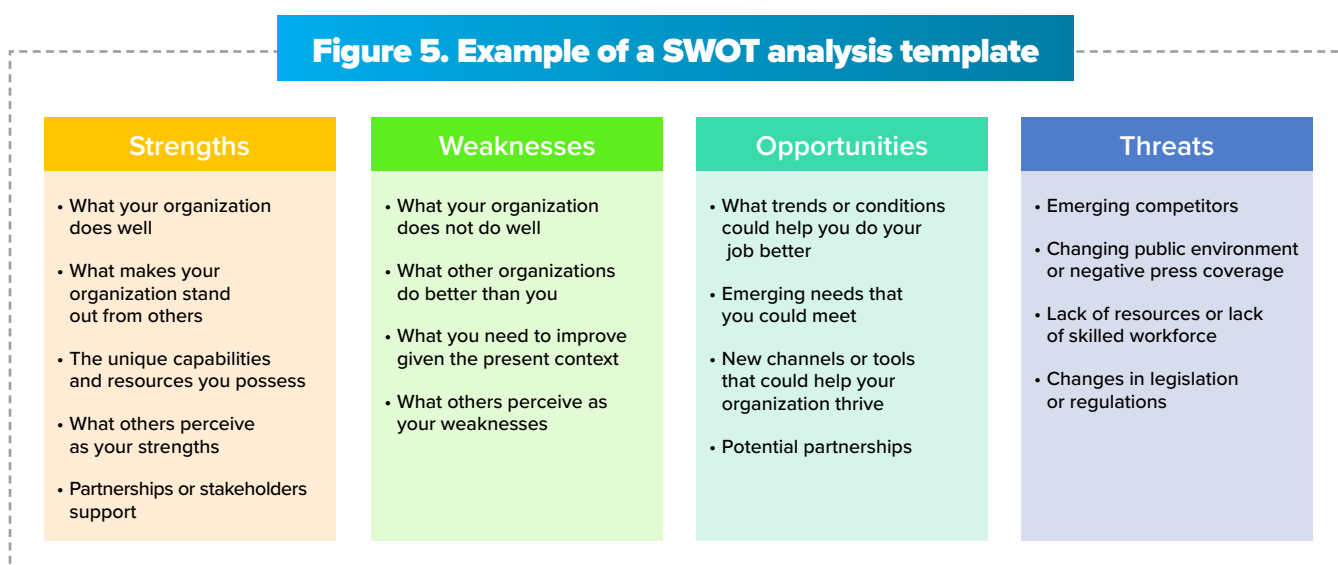 Figure 5. Example of a SWOT analysis template
Strengths
• What your organization
does well
• What makes your
organization stand
out from others
• The unique capabilities
and resources you possess
• What others perceive
as your strengths
• Partnerships or stakeholders
support
Weaknesses
• What your organization
does not do well
• What other organizations
do better than you
• What you need to improve
given the present context
• What others perceive as
your weaknesses
Opportunities
• What trends or conditions
could help you do your
job better
• Emerging needs that
you could meet
• New channels or tools
that could help your
organization thrive
• Potential partnerships
Threats
• Emerging competitors
• Changing public environment
or negative press coverage
• Lack of resources or lack
of skilled workforce
• Changes in legislation
or regulations